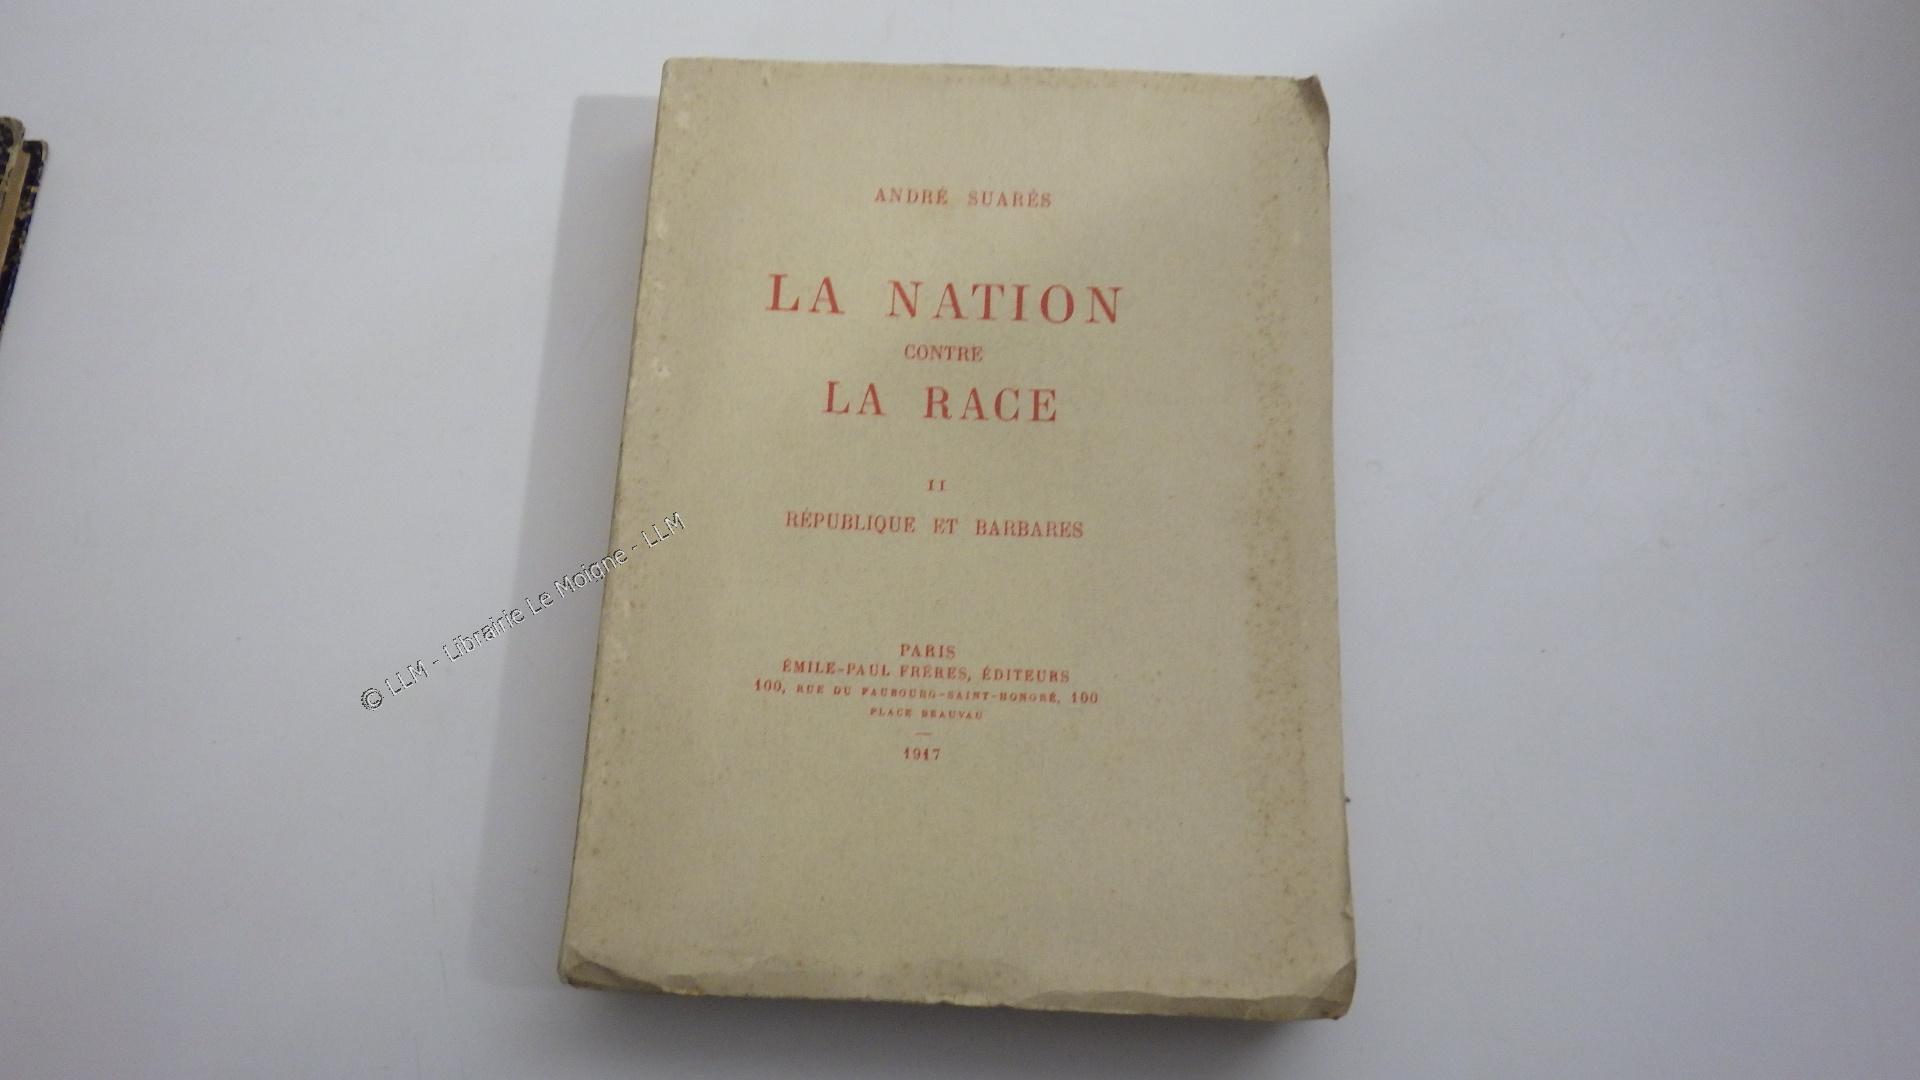 ANDRÉ SUARÈS
LA NATION
CONTRE
LA RACE
II
RÉPUBLIQUE ET BARBARES
PARIS
ÉMILE-PAUL FRÈRES, ÉDITEURS
100, RUE DU FAUBOURG-SAINT-HONORÉ, 100
PLACE BEAUVAU
1917
© LLM - Librairie Le Moigne - LLM